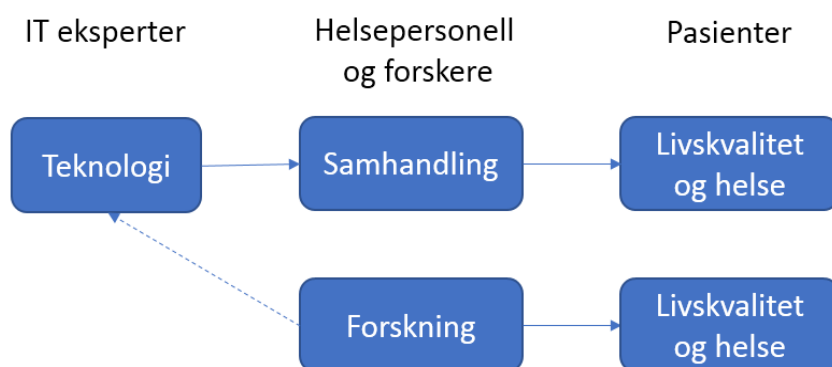 IT eksperter
Helsepersonell
og forskere
Pasienter
Teknologi
Samhandling
Livskvalitet
og helse
Forskning
Livskvalitet
og helse